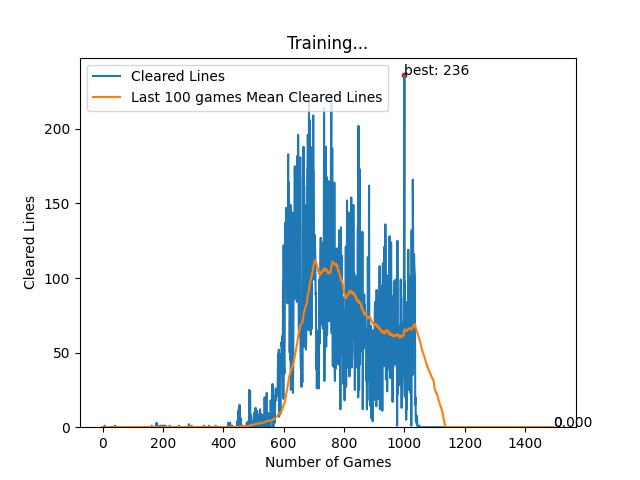 Training...
Cleared Lines
Last 100 games Mean Cleared Lines
best: 236
200
150
100
50
0
Cleared Lines
0.000
0 200 400 600 800 1000 1200 1400
Number of Games